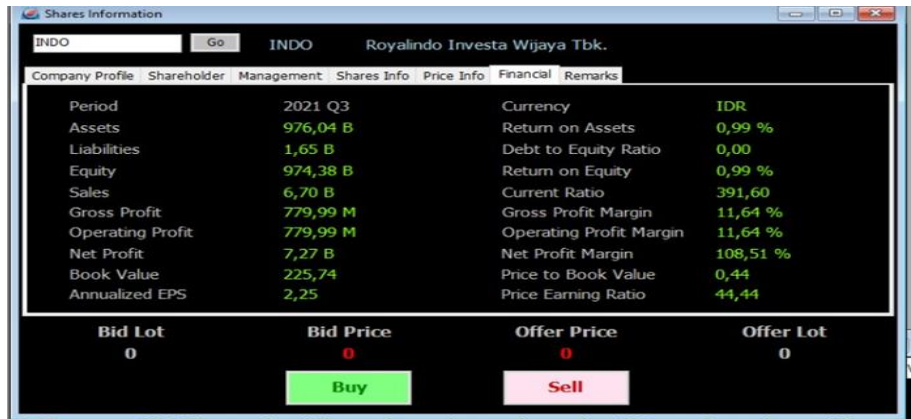 Shares Information
INDO Go INDO Royalindo Investa Wijaya Tbk.
Company Profile Shareholder Management Shares Info Price Info Financial Remarks
Period 2021 Q3 Currency IDR
Assets 976,04 B Return on Assets 0,99 %
Liabilities 1,65 B Debt to Equity Ratio 0,00
Equity 974,38 B Return on Equity 0,99 %
Sales 6,70 B Current Ratio 391,60
Gross Profit 779,99 M Gross Profit Margin 11,64 %
Operating Profit 779,99 M Operating Profit Margin 11,64 %
Net Profit 7,27 B Net Profit Margin 108,51 %
Book Value 225,74 Price to Book Value 0,44
Annualized EPS 2,25 Price Earning Ratio 44,44
Bid Lot Bid Price Offer Price Offer Lot
0 0 0 0
Buy Sell